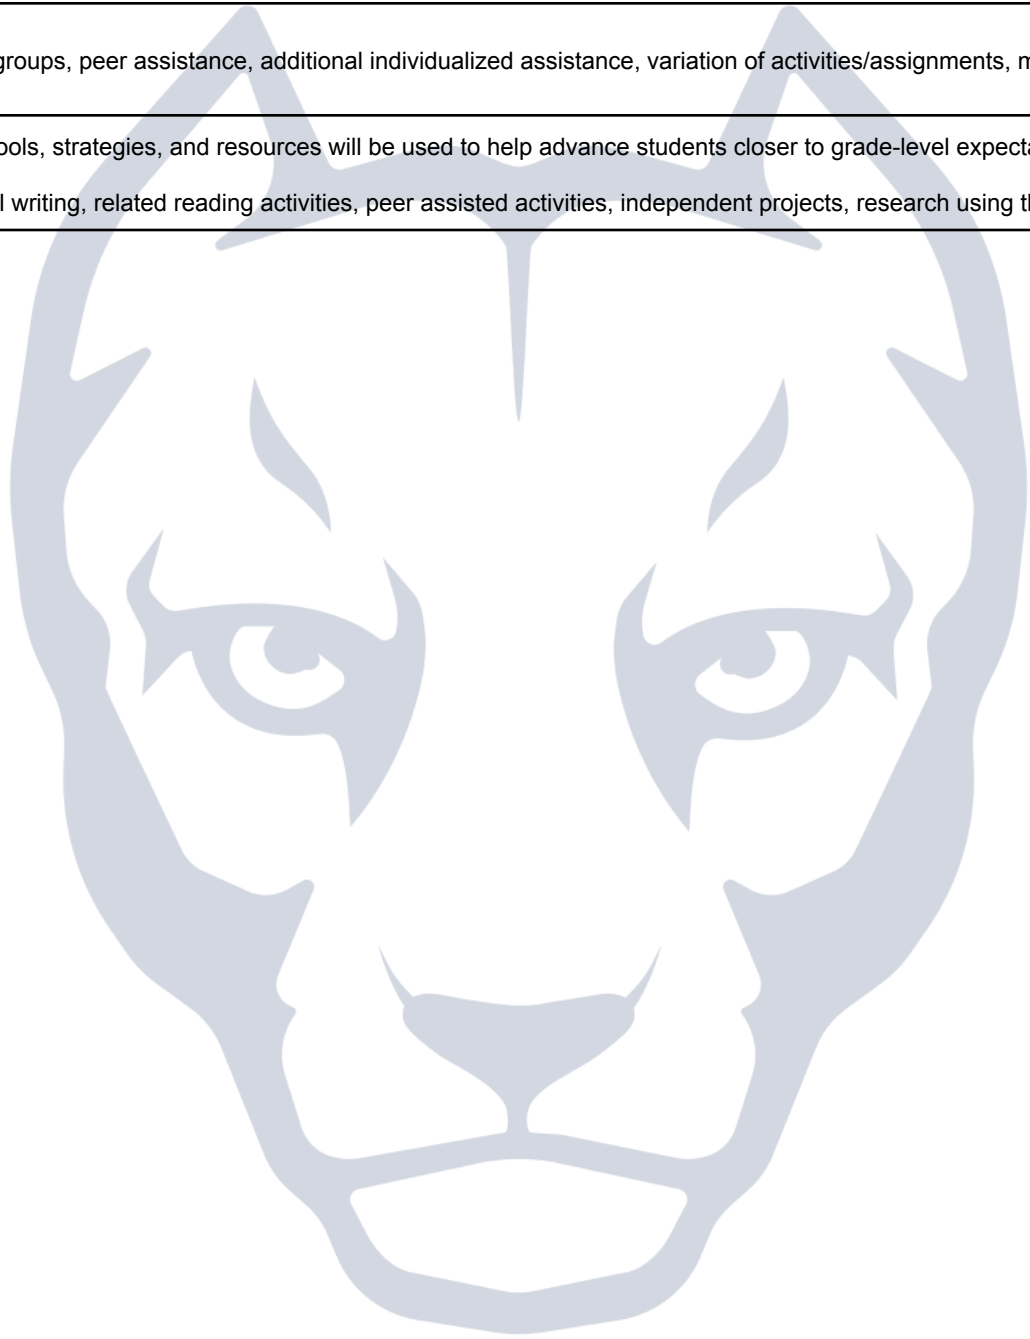 groups, peer assistance, additional individualized assistance, variation of activities/assignments,
ools, strategies, and resources will be used to help advance students closer to grade-level
writing, related reading activities, peer assisted activities, independent projects, research using